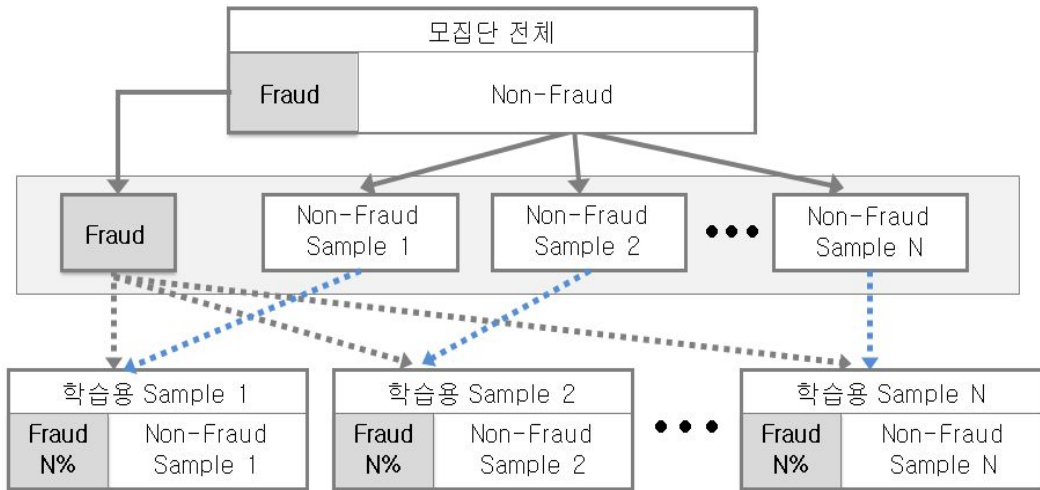 모집단 전체
Fraud
Non-Fraud
Fraud
Non-Fraud
Sample 1
Non-Fraud
Sample 2
Non-Fraud
Sample N
학습용 Sample 1
Fraud
N%
Non-Fraud
Sample 1
학습용 Sample 2
Fraud
N%
Non-Fraud
Sample 2
학습용 Sample N
Fraud
N%
Non-Fraud
Sample N